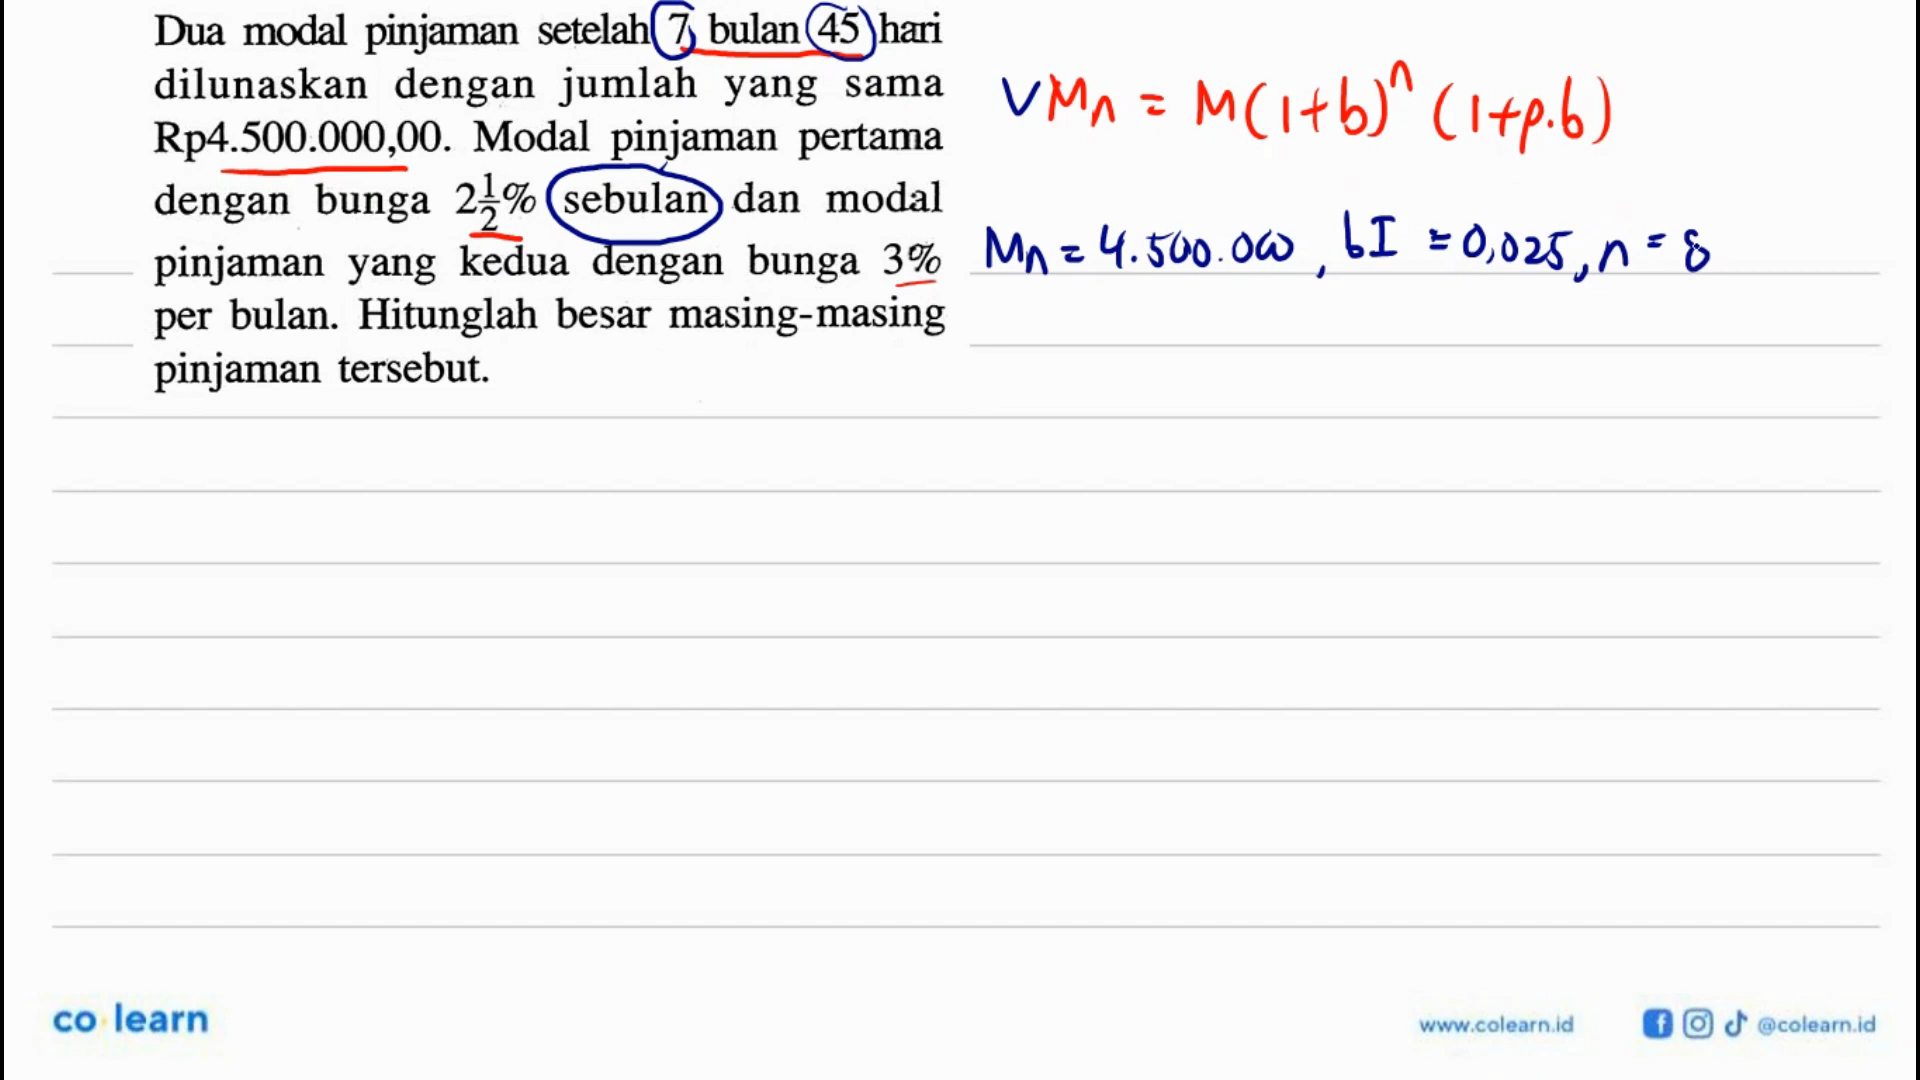 Dua modal pinjaman setelah 7 bulan 45 hari
dilunaskan dengan jumlah yang sama
Rp4.500.000,00. Modal pinjaman pertama
dengan bunga 2½% sebulan dan modal
pinjaman yang kedua dengan bunga 3%
per bulan. Hitunglah besar masing-masing
pinjaman tersebut.
V Mn = M(1+b)^n (1+p.b)
Mn = 4.500.000, bI = 0,025, n = 8
co learn
www.colearn.id
@colearn.id